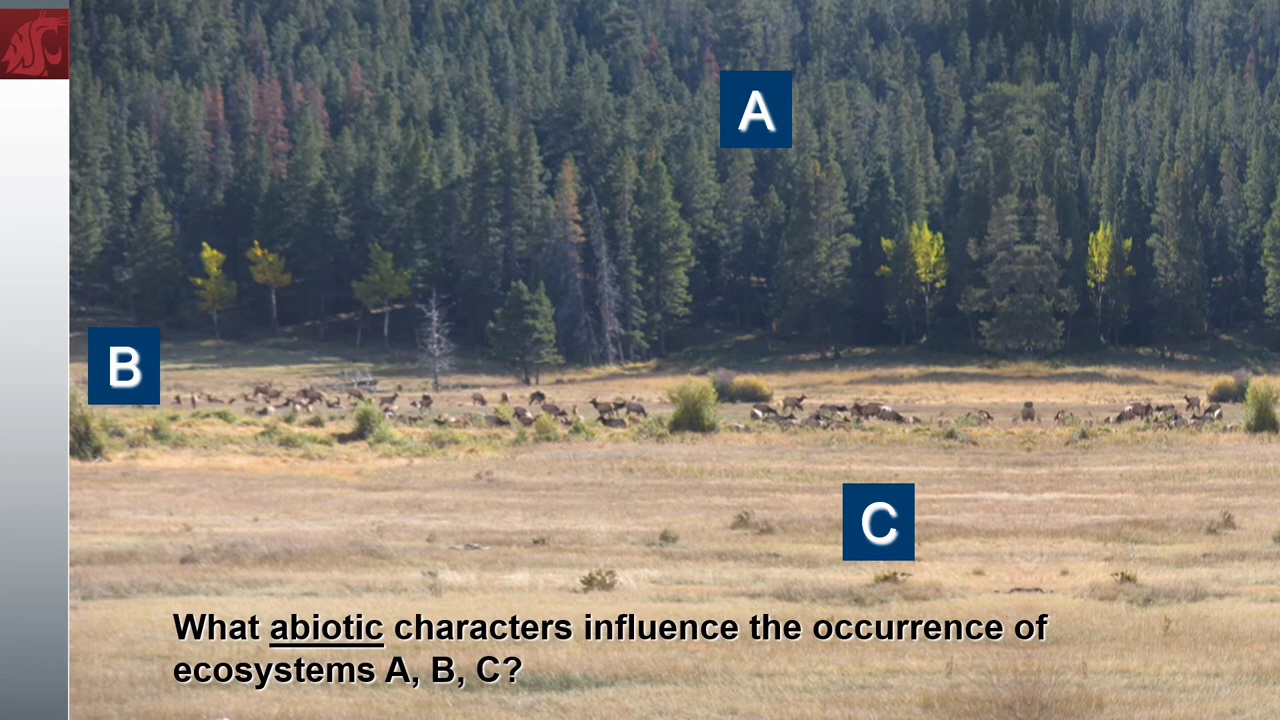 A
B
C
What abiotic characters influence the occurrence of
ecosystems A, B, C?